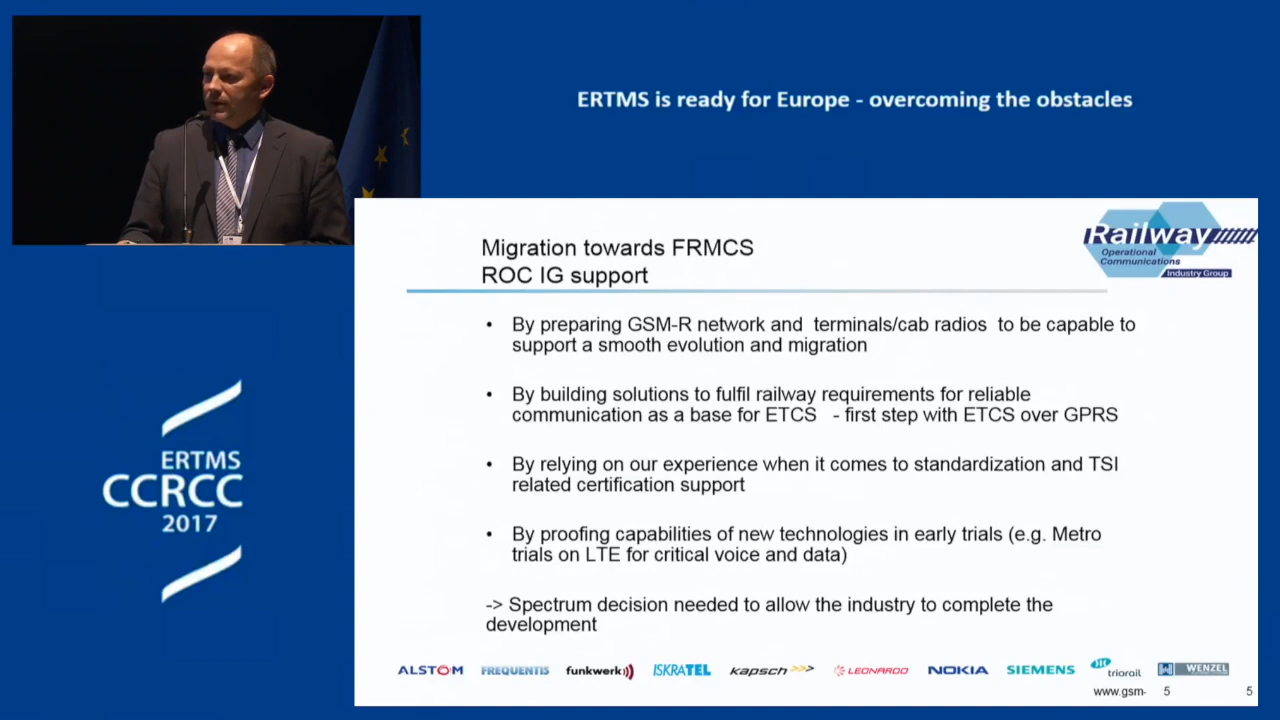 ERTMS is ready for Europe - overcoming the obstacles
Railway
Operational
Communications
Industry Group
Migration towards FRMCS
ROC IG support
• By preparing GSM-R network and terminals/cab radios to be capable to
support a smooth evolution and migration
• By building solutions to fulfil railway requirements for reliable
communication as a base for ETCS - first step with ETCS over GPRS
• By relying on our experience when it comes to standardization and TSI
related certification support
• By proofing capabilities of new technologies in early trials (e.g. Metro
trials on LTE for critical voice and data)
-> Spectrum decision needed to allow the industry to complete the
development
ERTMS
CCRCC
2017
ALSTOM FREQUENTIS funkwerk ISKRATEL kapsch LEONARDO NOKIA SIEMENS triorail WENZEL
www.gsm- 5 5